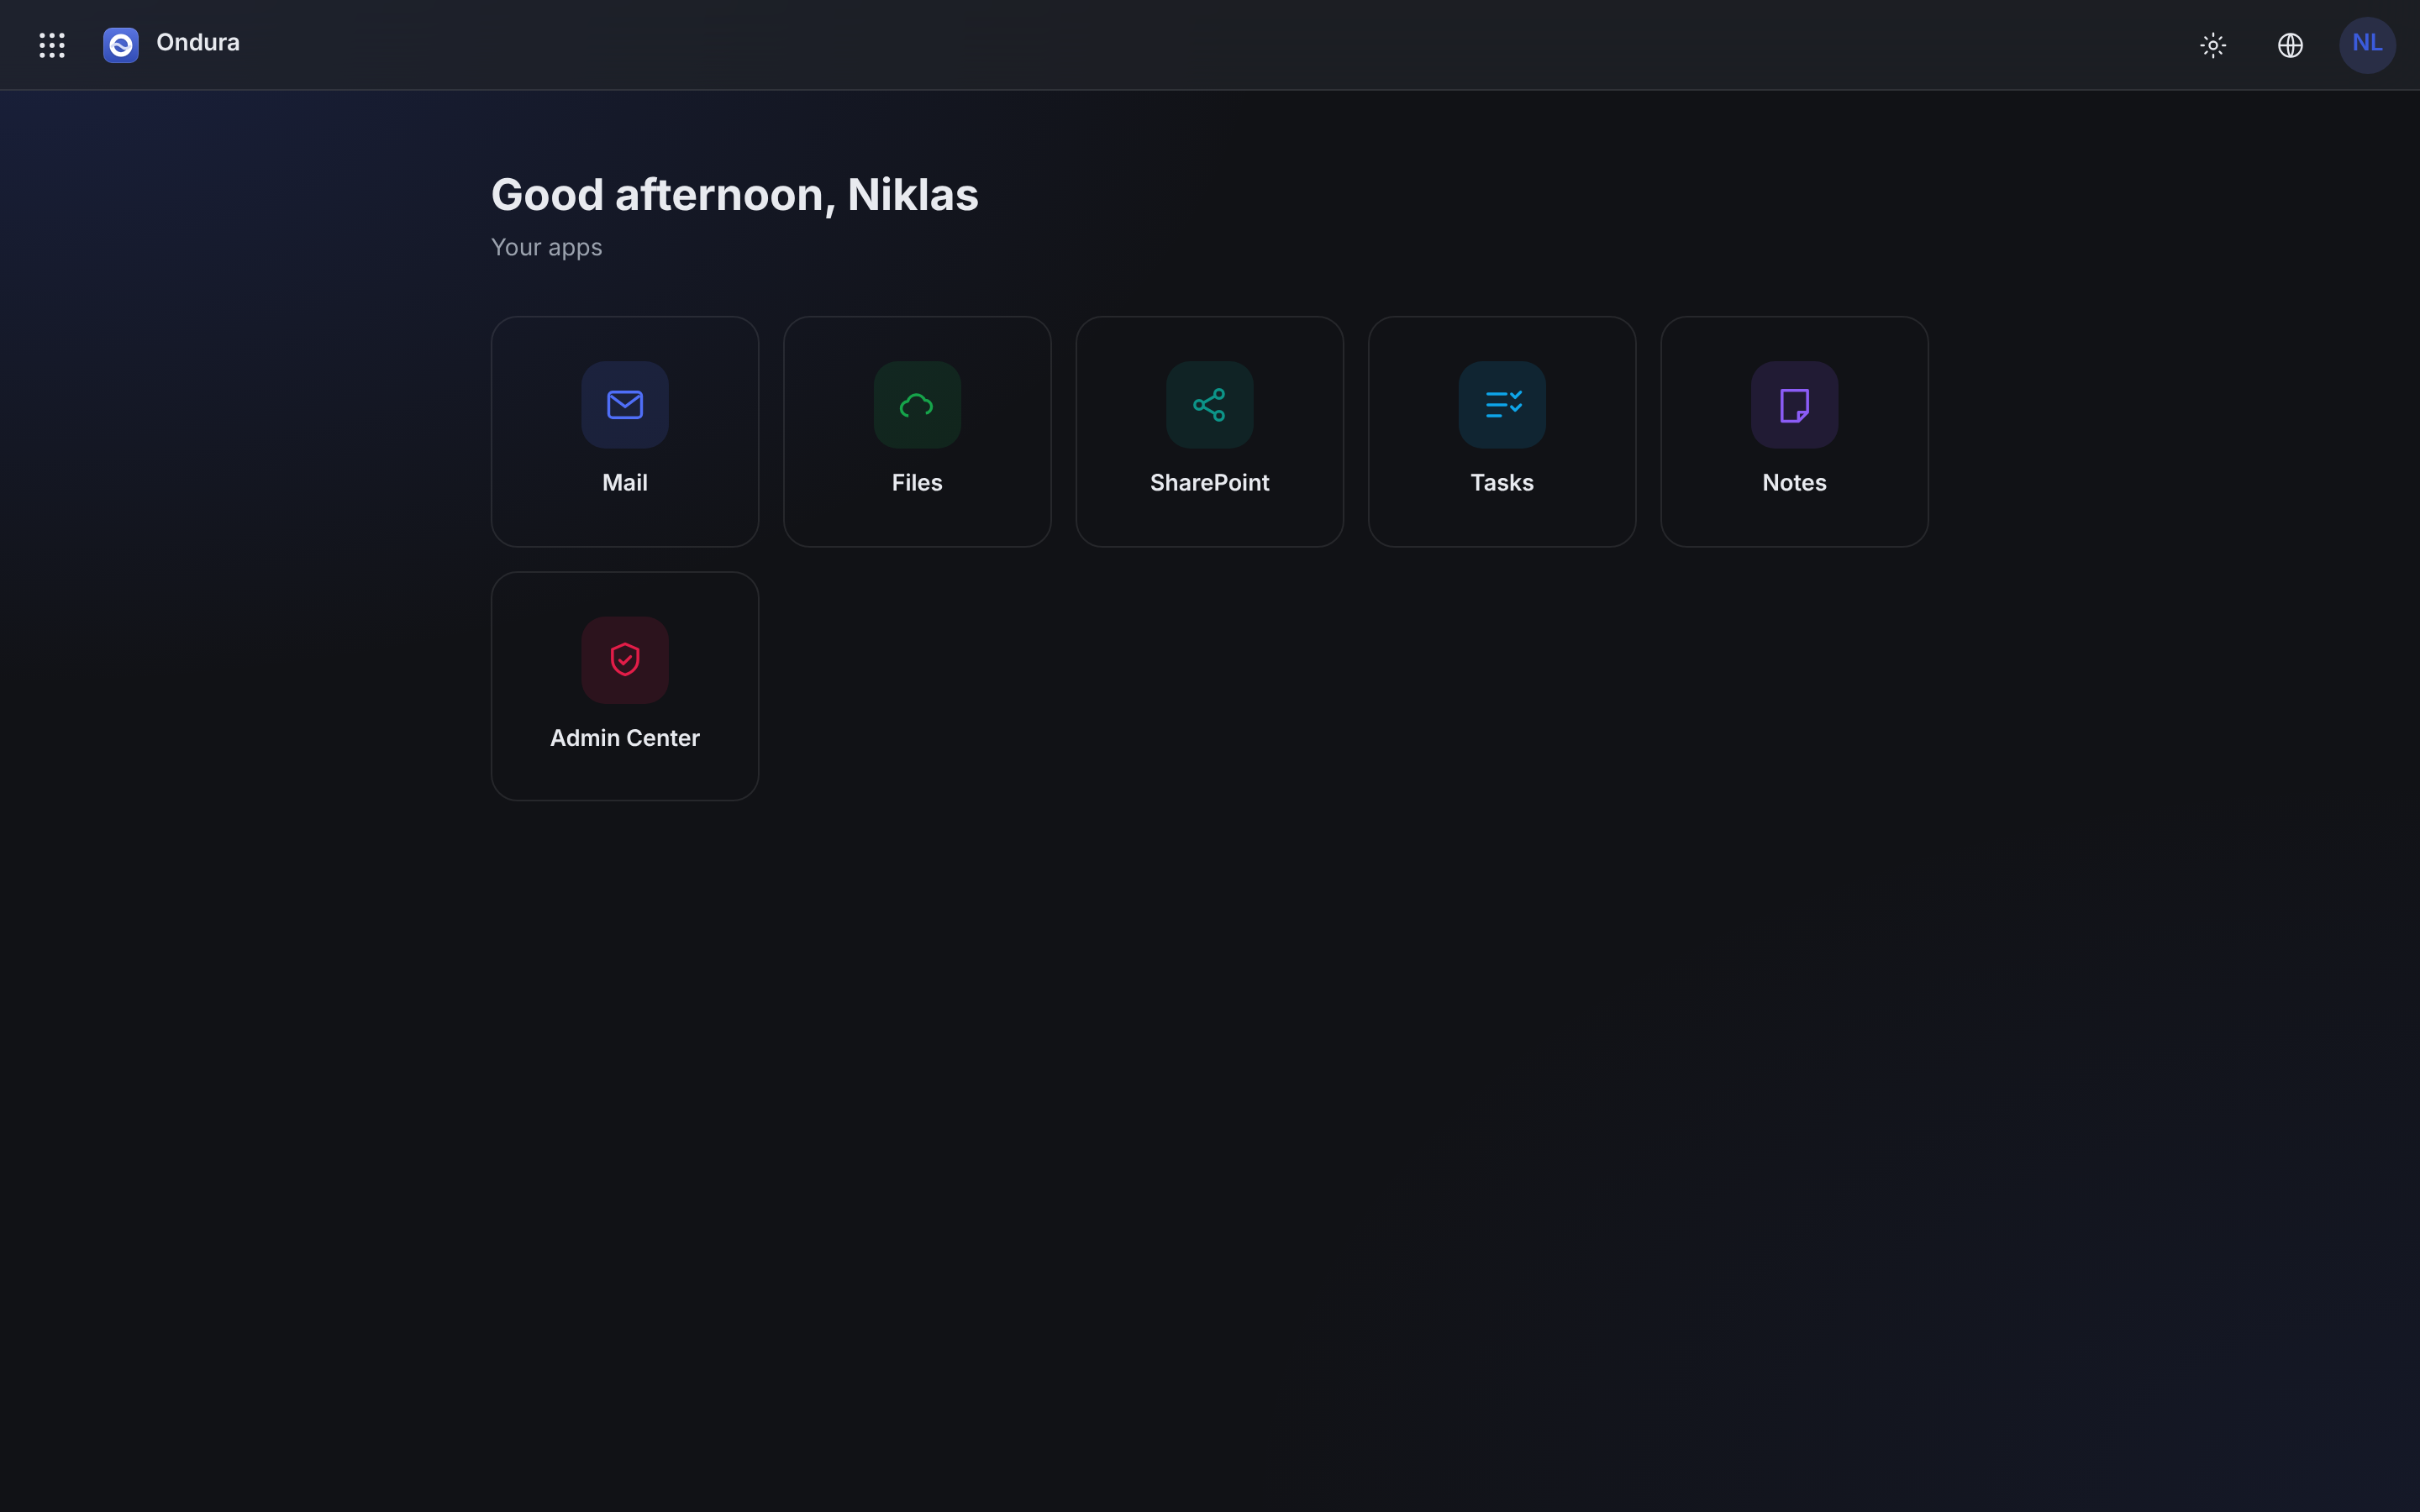 Ondura
NL
Good afternoon, Niklas
Your apps
Mail
Files
SharePoint
Tasks
Notes
Admin Center